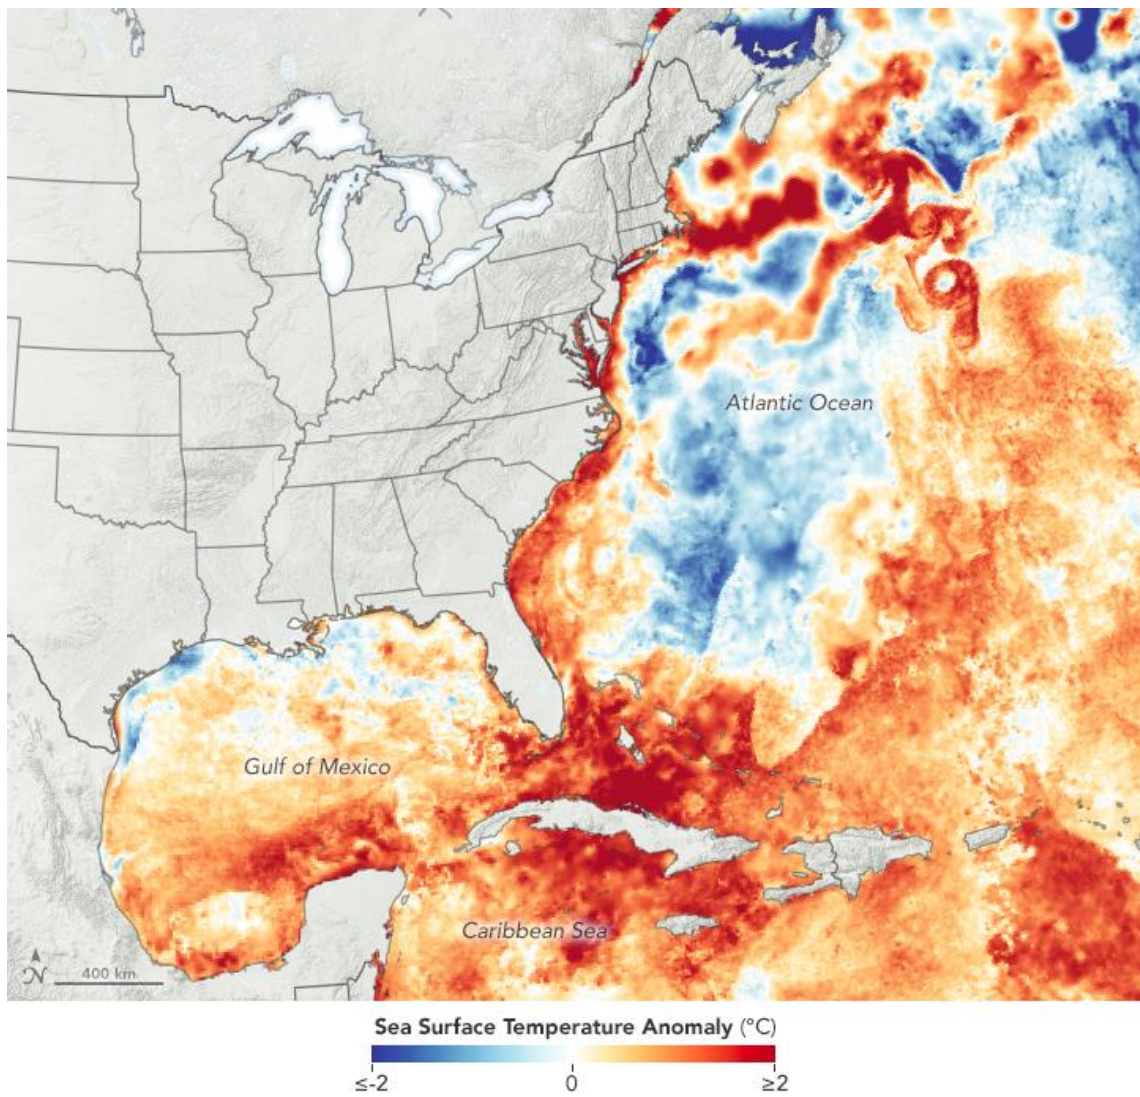 Atlantic Ocean
Gulf of Mexico
Caribbean Sea
N
400 km
Sea Surface Temperature Anomaly (°C)
≤-2 0 ≥2